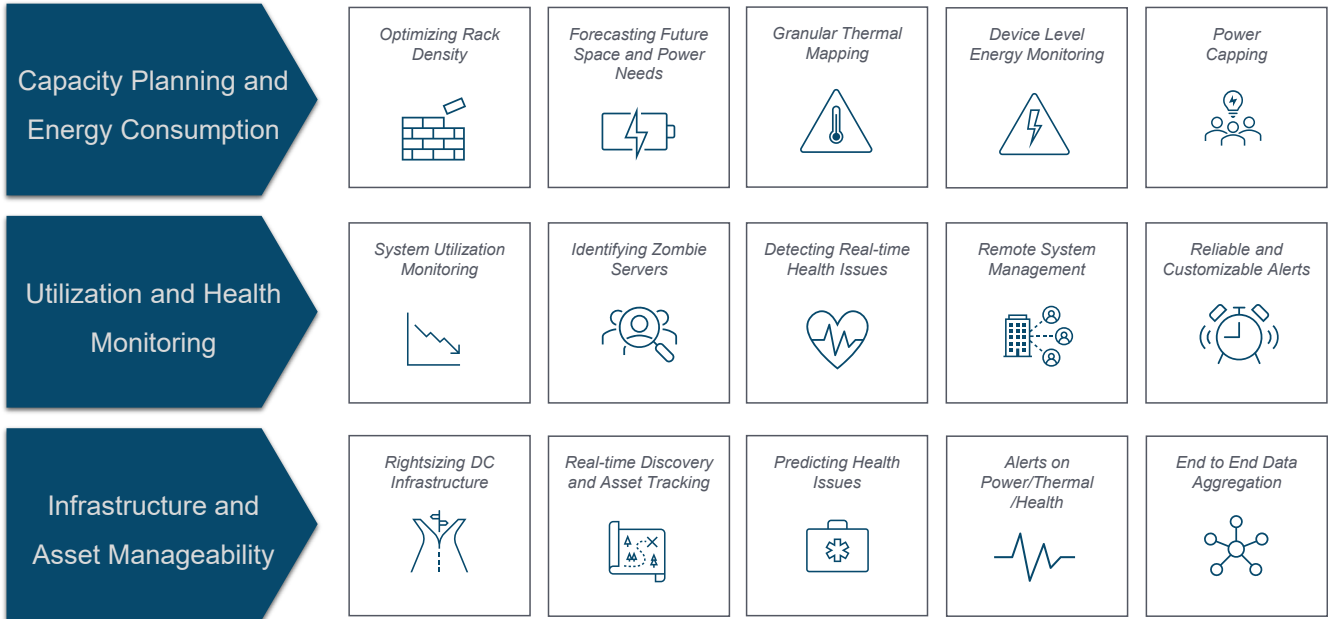 Capacity Planning and
Energy Consumption
Optimizing Rack
Density
Forecasting Future
Space and Power
Needs
Granular Thermal
Mapping
Device Level
Energy Monitoring
Power
Capping
Utilization and Health
Monitoring
System Utilization
Monitoring
Identifying Zombie
Servers
Detecting Real-time
Health Issues
Remote System
Management
Reliable and
Customizable Alerts
Infrastructure and
Asset Manageability
Rightsizing DC
Infrastructure
Real-time Discovery
and Asset Tracking
Predicting Health
Issues
Alerts on
Power/Thermal
/Health
End to End Data
Aggregation